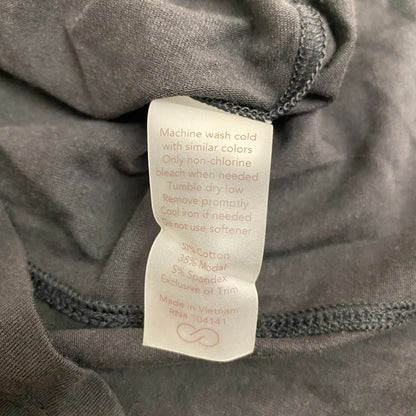 Machine wash cold
with similar colors
Only non-chlorine
bleach when needed
Tumble dry low
Remove promptly
Cool iron if needed
Do not use softener
57% Cotton
38% Modal
5% Spandex
Exclusive of Trim
Made in Vietnam
RN# 104141